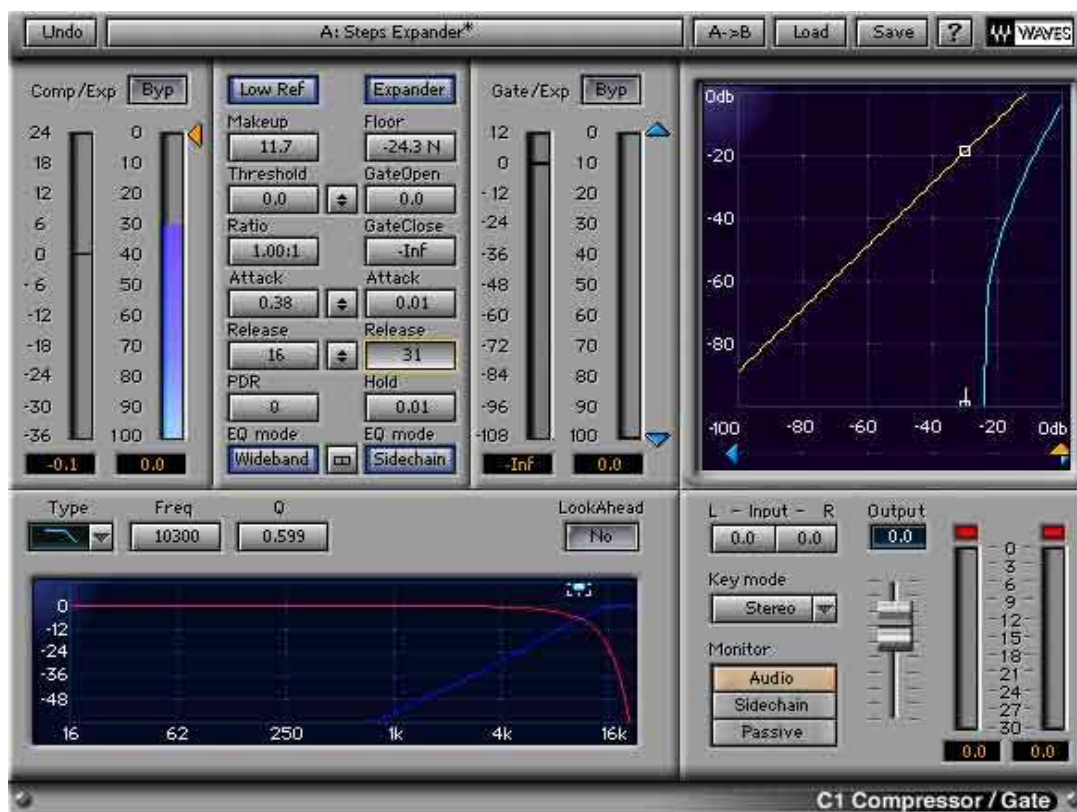 Undo
A: Steps Expander*
A->B
Load
Save
?
WAVES
Comp/Exp
Byp
24
18
12
6
0
-6
-12
-18
-24
-30
-36
0
10
20
30
40
50
60
70
80
90
100
-0.1
0.0
Low Ref
Makeup
11.7
Threshold
0.0
Ratio
1.00:1
Attack
0.38
Release
16
PDR
0
EQ mode
Wideband
Expander
Floor
-24.3 N
GateOpen
0.0
GateClose
-Inf
Attack
0.01
Release
31
Hold
0.01
EQ mode
Sidechain
Gate/Exp
Byp
12
0
-12
-24
-36
-48
-60
-72
-84
-96
-108
0
10
20
30
40
50
60
70
80
90
100
-Inf
0.0
0db
-20
-40
-60
-80
-100 -80 -60 -40 -20 0db
Type
Freq
10300
Q
0.599
LookAhead
No
0
-12
-24
-36
-48
16 62 250 1k 4k 16k
L - Input - R
0.0 0.0
Key mode
Stereo
Monitor
Audio
Sidechain
Passive
Output
0.0
0
3
6
9
12
15
18
21
24
27
30
0.0 0.0
C1 Compressor/Gate